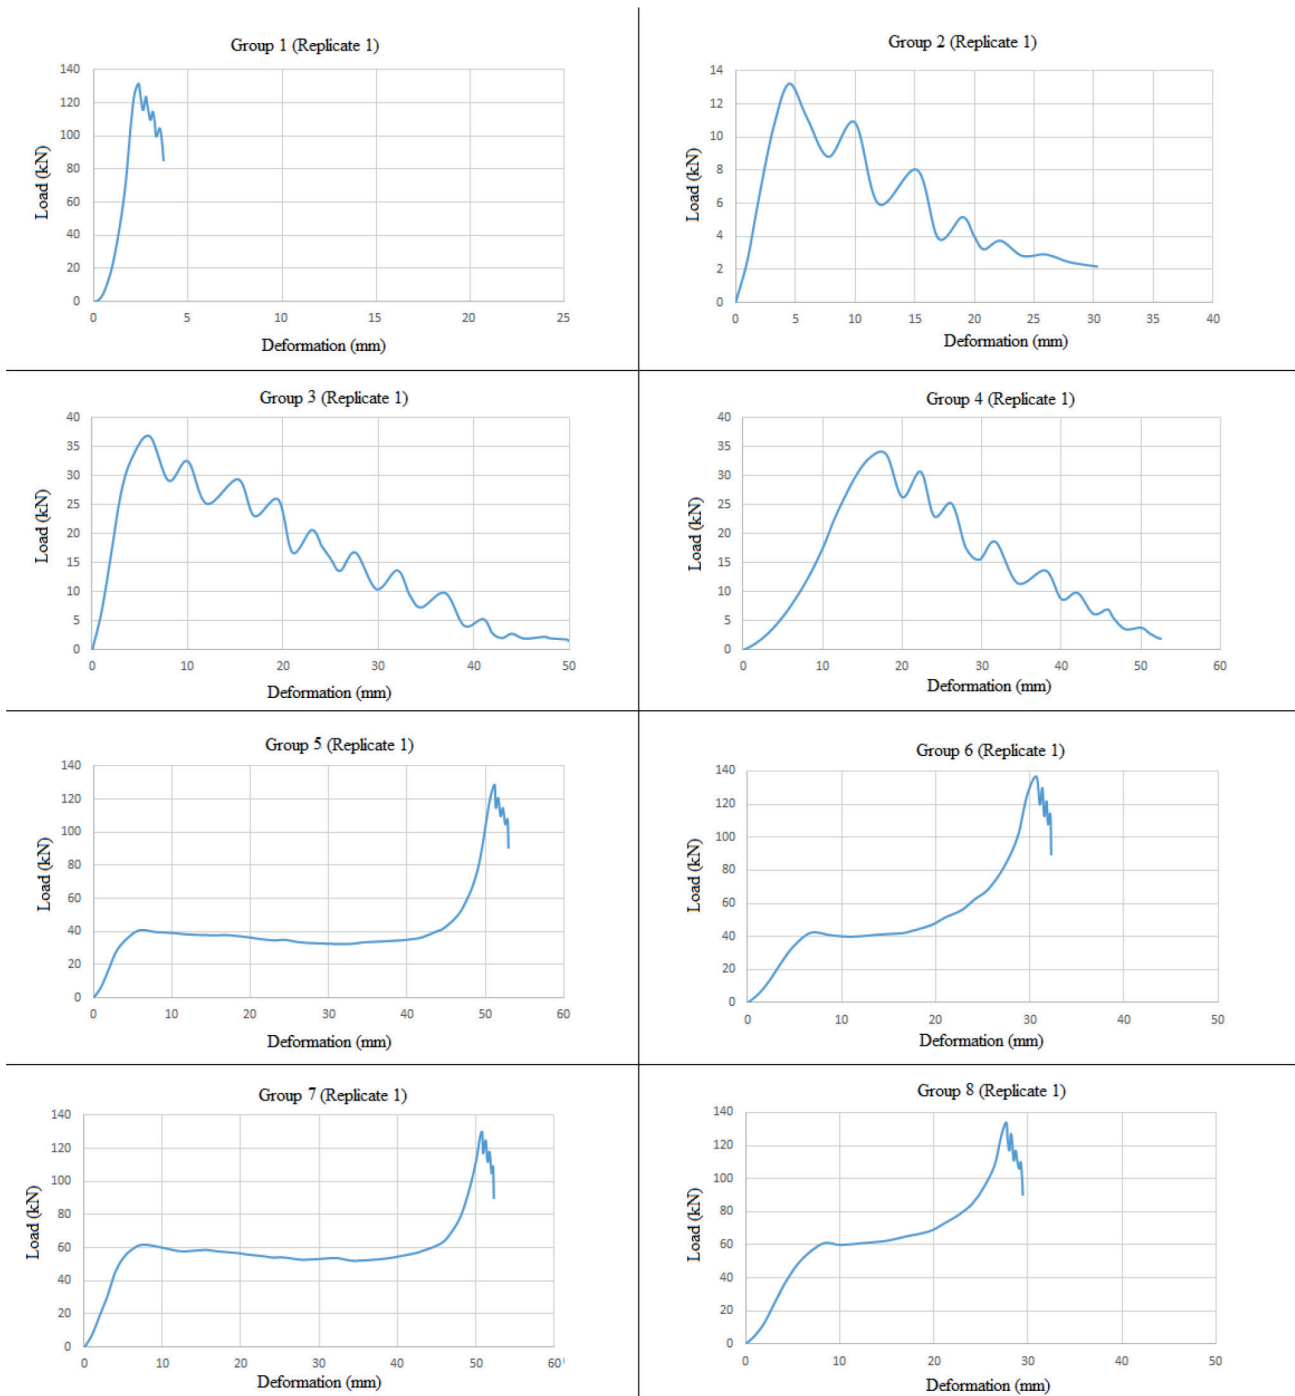 Group 1 (Replicate 1)
140
120
100
80
60
40
20
0
Load (kN)
0 5 10 15 20 25
Deformation (mm)
Group 2 (Replicate 1)
14
12
10
8
6
4
2
0
Load (kN)
0 5 10 15 20 25 30 35 40
Deformation (mm)
Group 3 (Replicate 1)
40
35
30
25
20
15
10
5
0
Load (kN)
0 10 20 30 40 50
Deformation (mm)
Group 4 (Replicate 1)
40
35
30
25
20
15
10
5
0
Load (kN)
0 10 20 30 40 50 60
Deformation (mm)
Group 5 (Replicate 1)
140
120
100
80
60
40
20
0
Load (kN)
0 10 20 30 40 50 60
Deformation (mm)
Group 6 (Replicate 1)
140
120
100
80
60
40
20
0
Load (kN)
0 10 20 30 40 50
Deformation (mm)
Group 7 (Replicate 1)
140
120
100
80
60
40
20
0
Load (kN)
0 10 20 30 40 50 60
Deformation (mm)
Group 8 (Replicate 1)
140
120
100
80
60
40
20
0
Load (kN)
0 10 20 30 40 50
Deformation (mm)